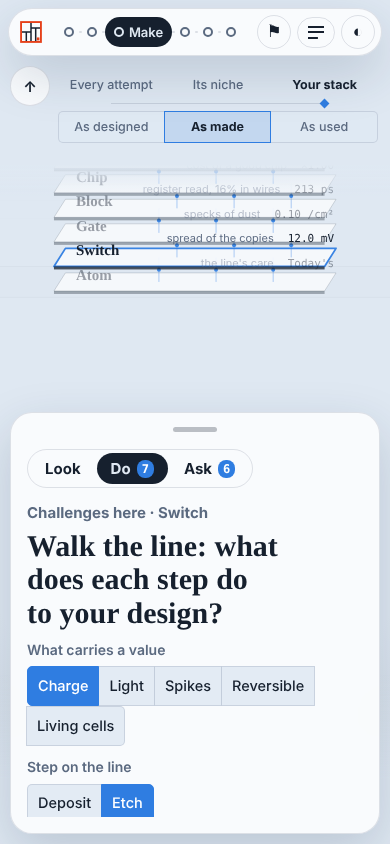 Make
Every attempt Its niche Your stack
As designed As made As used
Chip
register read, 16% in wires 213 ps
Block
specks of dust 0.10 /cm²
Gate
spread of the copies 12.0 mV
Switch
the line's care Today's
Atom
Look Do 7 Ask 6
Challenges here · Switch
Walk the line: what
does each step do
to your design?
What carries a value
Charge Light Spikes Reversible
Living cells
Step on the line
Deposit Etch